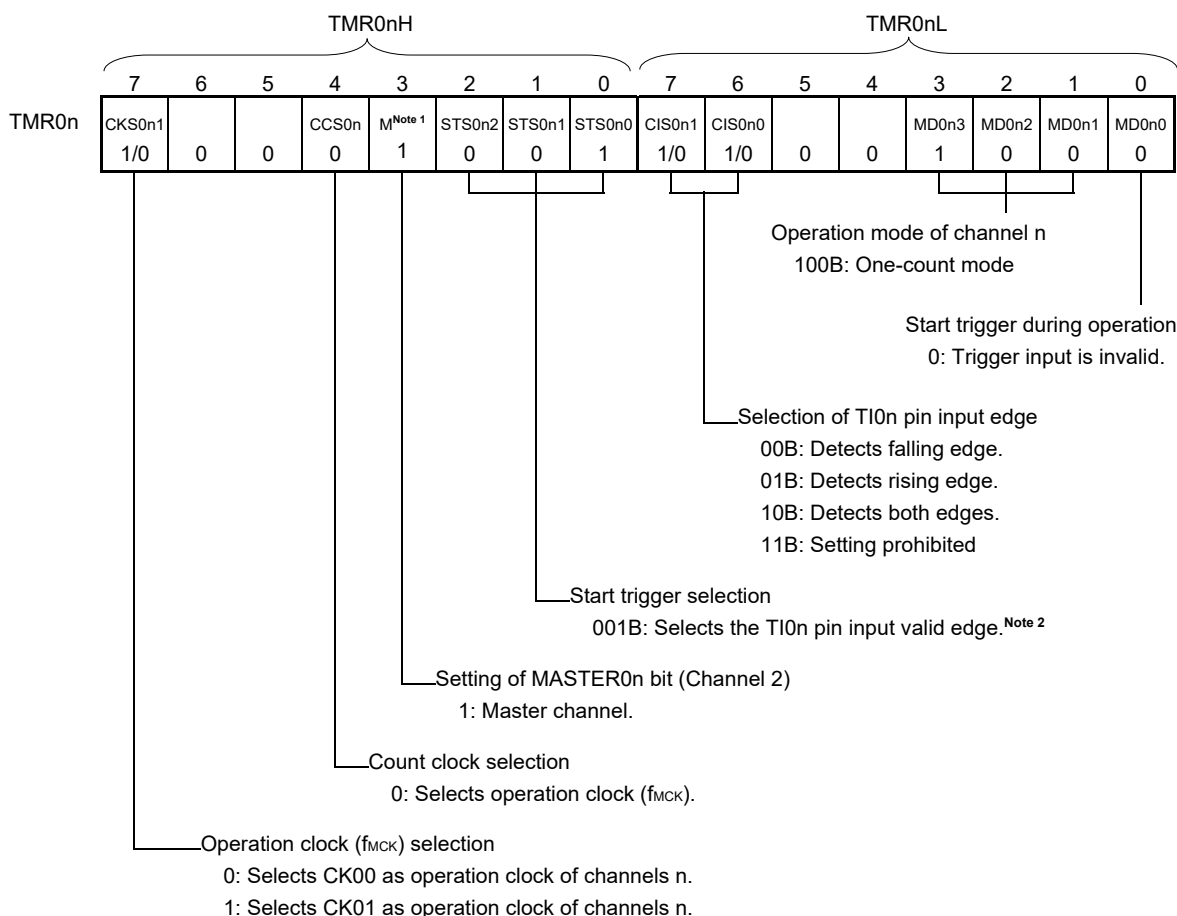 TMR0nH TMR0nL
7 6 5 4 3 2 1 0 7 6 5 4 3 2 1 0
TMR0n CKS0n1 CCS0n M Note 1 STS0n2 STS0n1 STS0n0 CIS0n1 CIS0n0 MD0n3 MD0n2 MD0n1 MD0n0
1/0 0 0 0 1 0 0 1 1/0 1/0 0 0 1 0 0 0
Operation mode of channel n
100B: One-count mode
Start trigger during operation
0: Trigger input is invalid.
Selection of TI0n pin input edge
00B: Detects falling edge.
01B: Detects rising edge.
10B: Detects both edges.
11B: Setting prohibited
Start trigger selection
001B: Selects the TI0n pin input valid edge. Note 2
Setting of MASTER0n bit (Channel 2)
1: Master channel.
Count clock selection
0: Selects operation clock (fMCK).
Operation clock (fMCK) selection
0: Selects CK00 as operation clock of channels n.
1: Selects CK01 as operation clock of channels n.